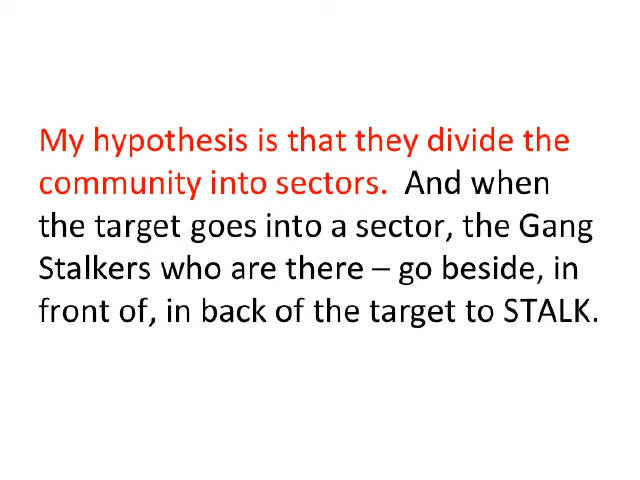 My hypothesis is that they divide the
community into sectors.  And when
the target goes into a sector, the Gang
Stalkers who are there – go beside, in
front of, in back of the target to STALK.